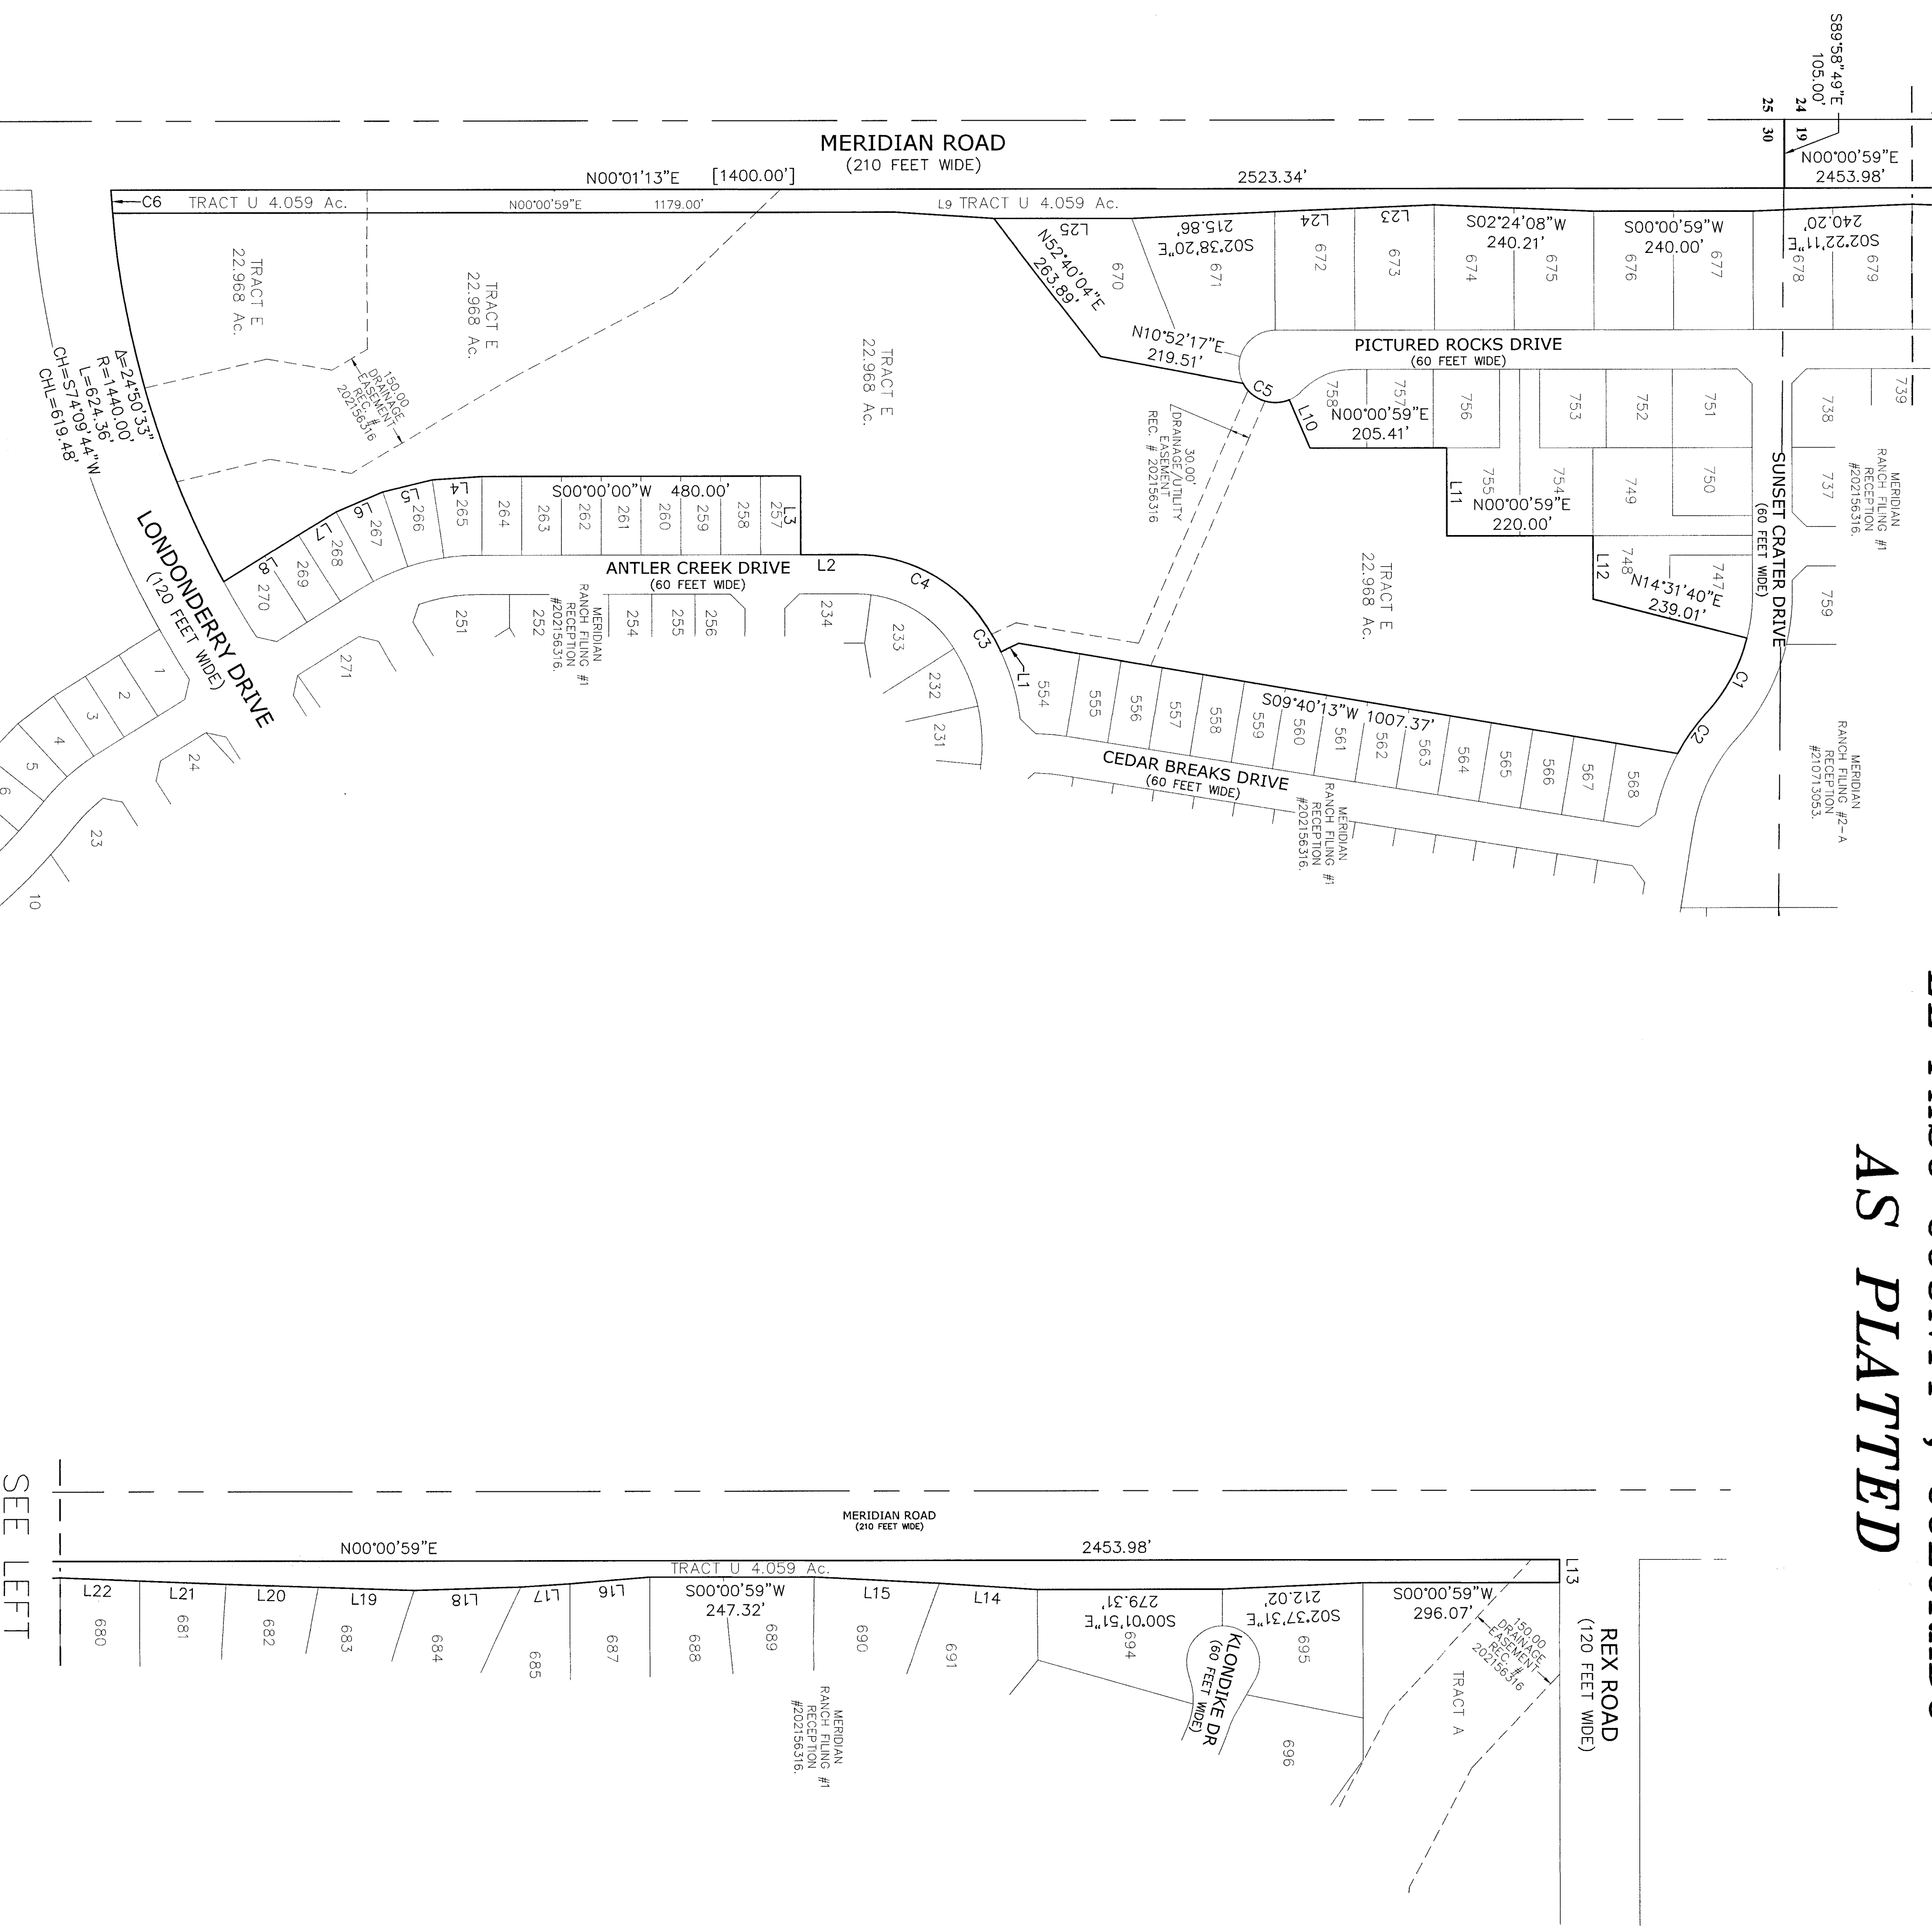 S89°58'49"E
105.00'
24 19
25 30
MERIDIAN ROAD
(210 FEET WIDE)
N00°01'13"E [1400.00']
2523.34'
N00°00'59"E
2453.98'
C6
TRACT U 4.059 Ac.
N00°00'59"E 1179.00'
L9 TRACT U 4.059 Ac.
L25
S02°38'20"E
215.86'
L24
L23
S02°24'08"W
240.21'
S00°00'59"W
240.00'
S02°22'11"E
240.20'
670
671
672
673
674
675
676
677
678
679
N52°40'04"E
263.89'
N10°52'17"E
219.51'
PICTURED ROCKS DRIVE
(60 FEET WIDE)
C5
L10
758
757
756
753
752
751
738
739
N00°00'59"E
205.41'
L11
755
754
749
750
737
N00°00'59"E
220.00'
L12
748
747
759
N14°31'40"E
239.01'
SUNSET CRATER DRIVE
(60 FEET WIDE)
MERIDIAN
RANCH FILING #1
RECEPTION
#202156316.
MERIDIAN
RANCH FILING #2-A
RECEPTION
#210713053.
TRACT E
22.968 Ac.
TRACT E
22.968 Ac.
TRACT E
22.968 Ac.
TRACT E
22.968 Ac.
150.00
DRAINAGE
EASEMENT
REC. #
202156316
30.00'
DRAINAGE/UTILITY
EASEMENT
REC. # 202156316
Δ=24°50'33"
R=1440.00'
L=624.36'
CH=S74°09'44"W
CHL=619.48'
LONDONDERRY DRIVE
(120 FEET WIDE)
S00°00'00"W 480.00'
L3
L4
L5
L6
L7
L8
257
258
259
260
261
262
263
264
265
266
267
268
269
270
ANTLER CREEK DRIVE
(60 FEET WIDE)
L2
C4
C3
L1
C1
C2
MERIDIAN
RANCH FILING #1
RECEPTION
#202156316.
271
251
252
254
255
256
234
233
232
231
S09°40'13"W 1007.37'
554
555
556
557
558
559
560
561
562
563
564
565
566
567
568
CEDAR BREAKS DRIVE
(60 FEET WIDE)
MERIDIAN
RANCH FILING #1
RECEPTION
#202156316.
1
2
3
4
5
6
24
23
10
AS PLATTED
SEE LEFT
MERIDIAN ROAD
(210 FEET WIDE)
N00°00'59"E
2453.98'
TRACT U 4.059 Ac.
L13
L22
L21
L20
L19
L18
L17
L16
S00°00'59"W
247.32'
L15
L14
S00°01'51"E
279.31'
S02°37'31"E
212.02'
S00°00'59"W
296.07'
680
681
682
683
684
685
687
688
689
690
691
694
695
696
KLONDIKE DR
(60 FEET WIDE)
TRACT A
150.00
DRAINAGE
EASEMENT
REC. #
202156316
REX ROAD
(120 FEET WIDE)
MERIDIAN
RANCH FILING #1
RECEPTION
#202156316.